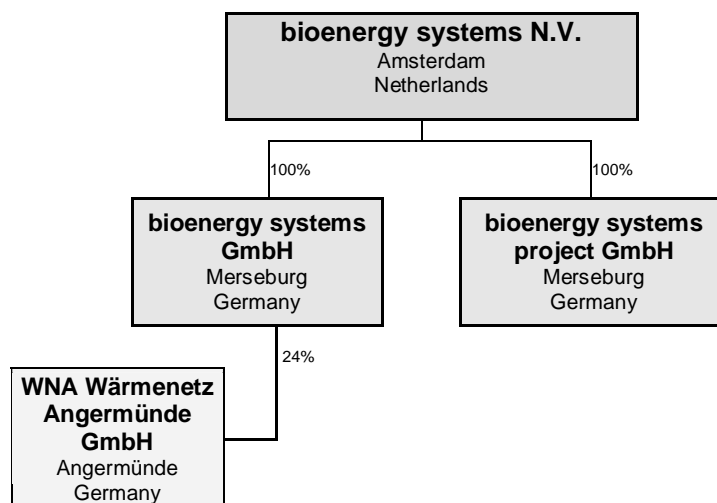 bioenergy systems N.V.
Amsterdam
Netherlands
100%
100%
bioenergy systems
GmbH
Merseburg
Germany
bioenergy systems
project GmbH
Merseburg
Germany
24%
WNA Wärmenetz
Angermünde
GmbH
Angermünde
Germany